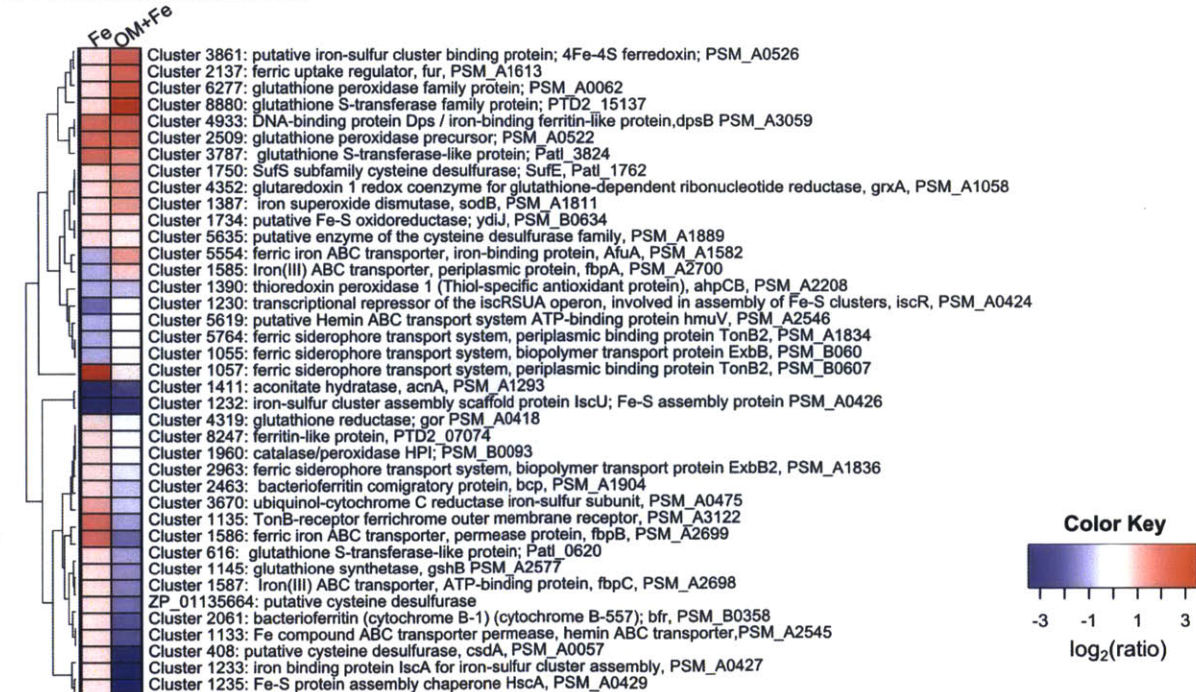 Fe OM+Fe
Cluster 3861: putative iron-sulfur cluster binding protein; 4Fe-4S ferredoxin; PSM_A0526
Cluster 2137: ferric uptake regulator, fur, PSM_A1613
Cluster 6277: glutathione peroxidase family protein; PSM_A0062
Cluster 8880: glutathione S-transferase family protein; PTD2_15137
Cluster 4933: DNA-binding protein Dps / iron-binding ferritin-like protein,dpsB PSM_A3059
Cluster 2509: glutathione peroxidase precursor; PSM_A0522
Cluster 3787: glutathione S-transferase-like protein; Patl_3824
Cluster 1750: SufS subfamily cysteine desulfurase; SufE, Patl_1762
Cluster 4352: glutaredoxin 1 redox coenzyme for glutathione-dependent ribonucleotide reductase, grxA, PSM_A1058
Cluster 1387: iron superoxide dismutase, sodB, PSM_A1811
Cluster 1734: putative Fe-S oxidoreductase; ydiJ, PSM_B0634
Cluster 5635: putative enzyme of the cysteine desulfurase family, PSM_A1889
Cluster 5554: ferric iron ABC transporter, iron-binding protein, AfuA, PSM_A1582
Cluster 1585: Iron(III) ABC transporter, periplasmic protein, fbpA, PSM_A2700
Cluster 1390: thioredoxin peroxidase 1 (Thiol-specific antioxidant protein), ahpCB, PSM_A2208
Cluster 1230: transcriptional repressor of the iscRSUA operon, involved in assembly of Fe-S clusters, iscR, PSM_A0424
Cluster 5619: putative Hemin ABC transport system ATP-binding protein hmuV, PSM_A2546
Cluster 5764: ferric siderophore transport system, periplasmic binding protein TonB2, PSM_A1834
Cluster 1055: ferric siderophore transport system, biopolymer transport protein ExbB, PSM_B060
Cluster 1057: ferric siderophore transport system, periplasmic binding protein TonB2, PSM_B0607
Cluster 1411: aconitate hydratase, acnA, PSM_A1293
Cluster 1232: iron-sulfur cluster assembly scaffold protein IscU; Fe-S assembly protein PSM_A0426
Cluster 4319: glutathione reductase; gor PSM_A0418
Cluster 8247: ferritin-like protein, PTD2_07074
Cluster 1960: catalase/peroxidase HPI; PSM_B0093
Cluster 2963: ferric siderophore transport system, biopolymer transport protein ExbB2, PSM_A1836
Cluster 2463: bacterioferritin comigratory protein, bcp, PSM_A1904
Cluster 3670: ubiquinol-cytochrome C reductase iron-sulfur subunit, PSM_A0475
Cluster 1135: TonB-receptor ferrichrome outer membrane receptor, PSM_A3122
Cluster 1586: ferric iron ABC transporter, permease protein, fbpB, PSM_A2699
Cluster 616: glutathione S-transferase-like protein; Patl_0620
Cluster 1145: glutathione synthetase, gshB PSM_A2577
Cluster 1587: Iron(III) ABC transporter, ATP-binding protein, fbpC, PSM_A2698
ZP_01135664: putative cysteine desulfurase
Cluster 2061: bacterioferritin (cytochrome B-1) (cytochrome B-557); bfr, PSM_B0358
Cluster 1133: Fe compound ABC transporter permease, hemin ABC transporter,PSM_A2545
Cluster 408: putative cysteine desulfurase, csdA, PSM_A0057
Cluster 1233: iron binding protein IscA for iron-sulfur cluster assembly, PSM_A0427
Cluster 1235: Fe-S protein assembly chaperone HscA, PSM_A0429
Color Key
-3 -1 1 3
log2(ratio)